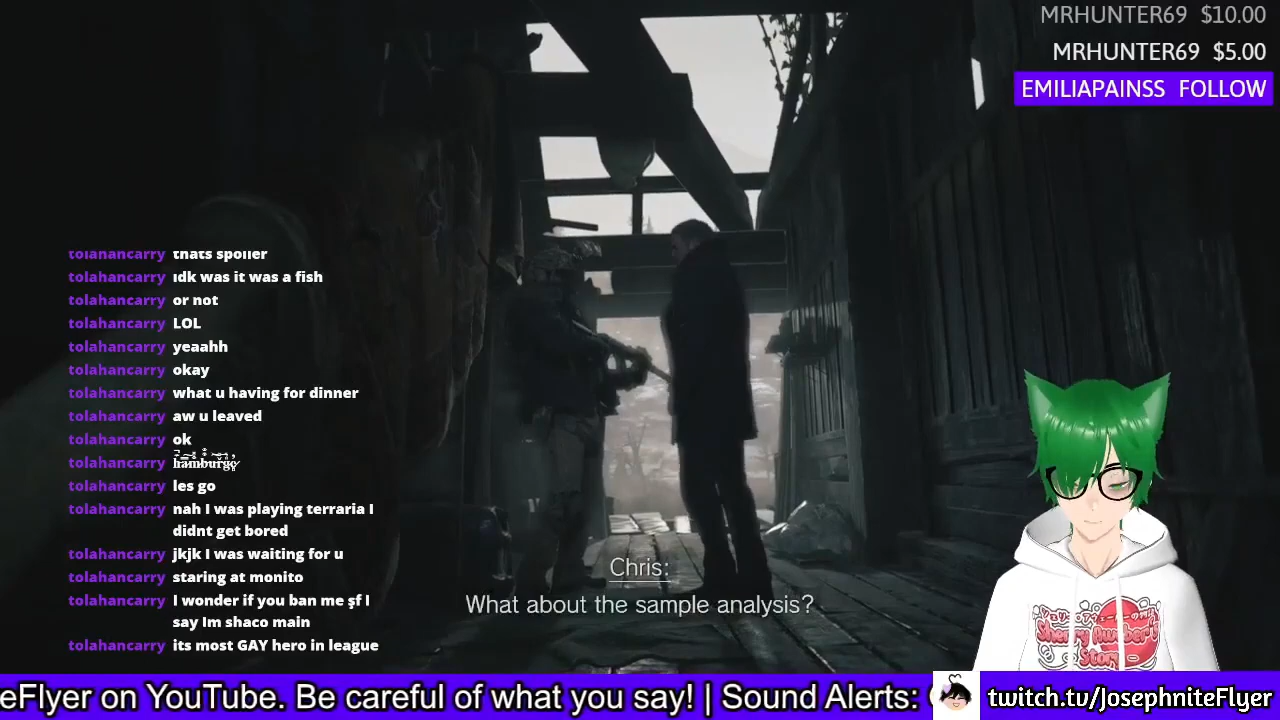 MRHUNTER69 $10.00
MRHUNTER69 $5.00
EMILIAPAINSS FOLLOW
tolahancarry thats spoiler
tolahancarry idk was it was a fish
tolahancarry or not
tolahancarry LOL
tolahancarry yeaahh
tolahancarry okay
tolahancarry what u having for dinner
tolahancarry aw u leaved
tolahancarry ok
tolahancarry
tolahancarry les go
tolahancarry nah I was playing terraria I
didnt get bored
tolahancarry jkjk I was waiting for u
tolahancarry staring at monito
tolahancarry I wonder if you ban me şf I
say Im shaco main
tolahancarry its most GAY hero in league
Chris:
What about the sample analysis?
Story
eFlyer on YouTube. Be careful of what you say! | Sound Alerts:
twitch.tv/JosephniteFlyer